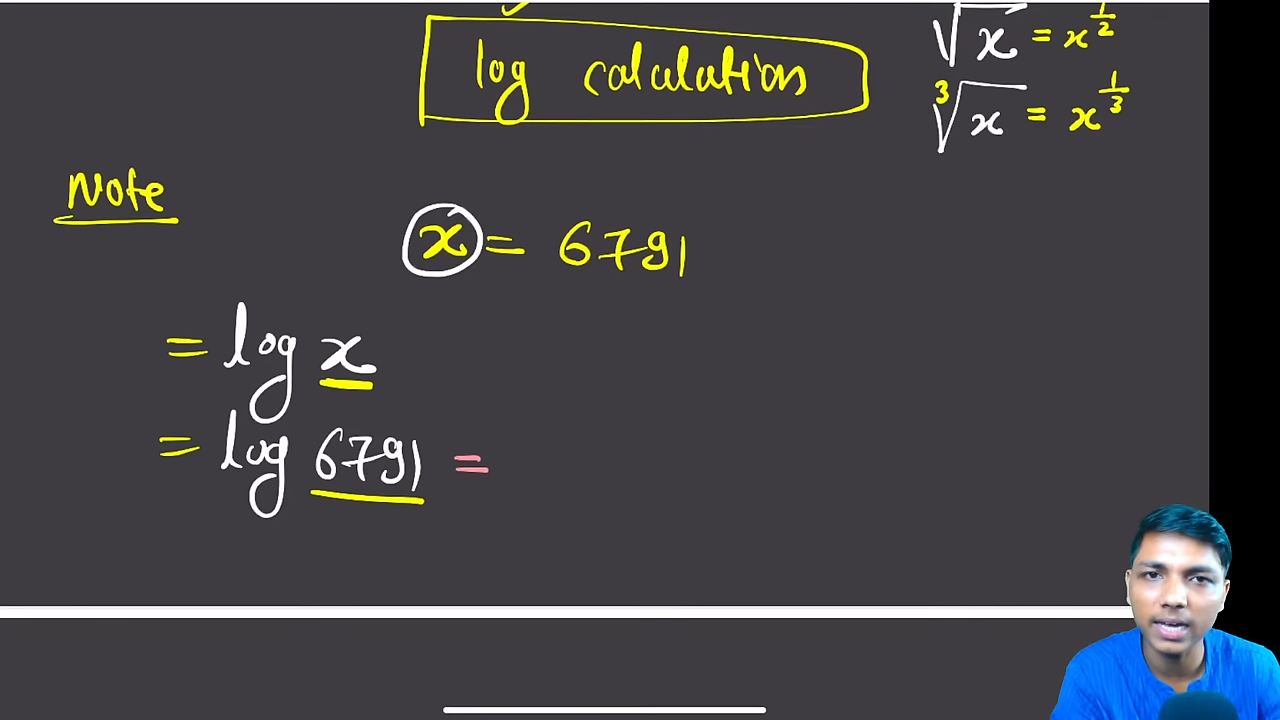 log calculation
√x = x^(1/2)
∛x = x^(1/3)
Note
x = 6791
= log x
= log 6791 =